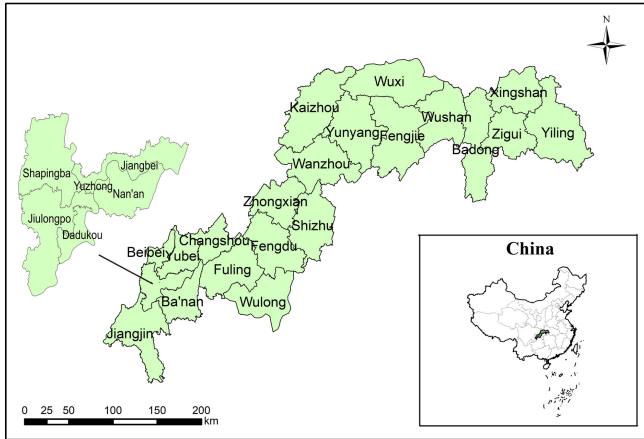 N
Wuxi
Kaizhou
Xingshan
Yunyang
Fengjie
Wushan
Zigui
Yiling
Badong
Wanzhou
Jiangbei
Shapingba
Yuzhong
Nan'an
Jiulongpo
Dadukou
Zhongxian
Shizhu
Changshou
Fengdu
Beibei
Yubei
Fuling
Ba'nan
Wulong
Jiangjin
China
0 25 50 100 150 200
km